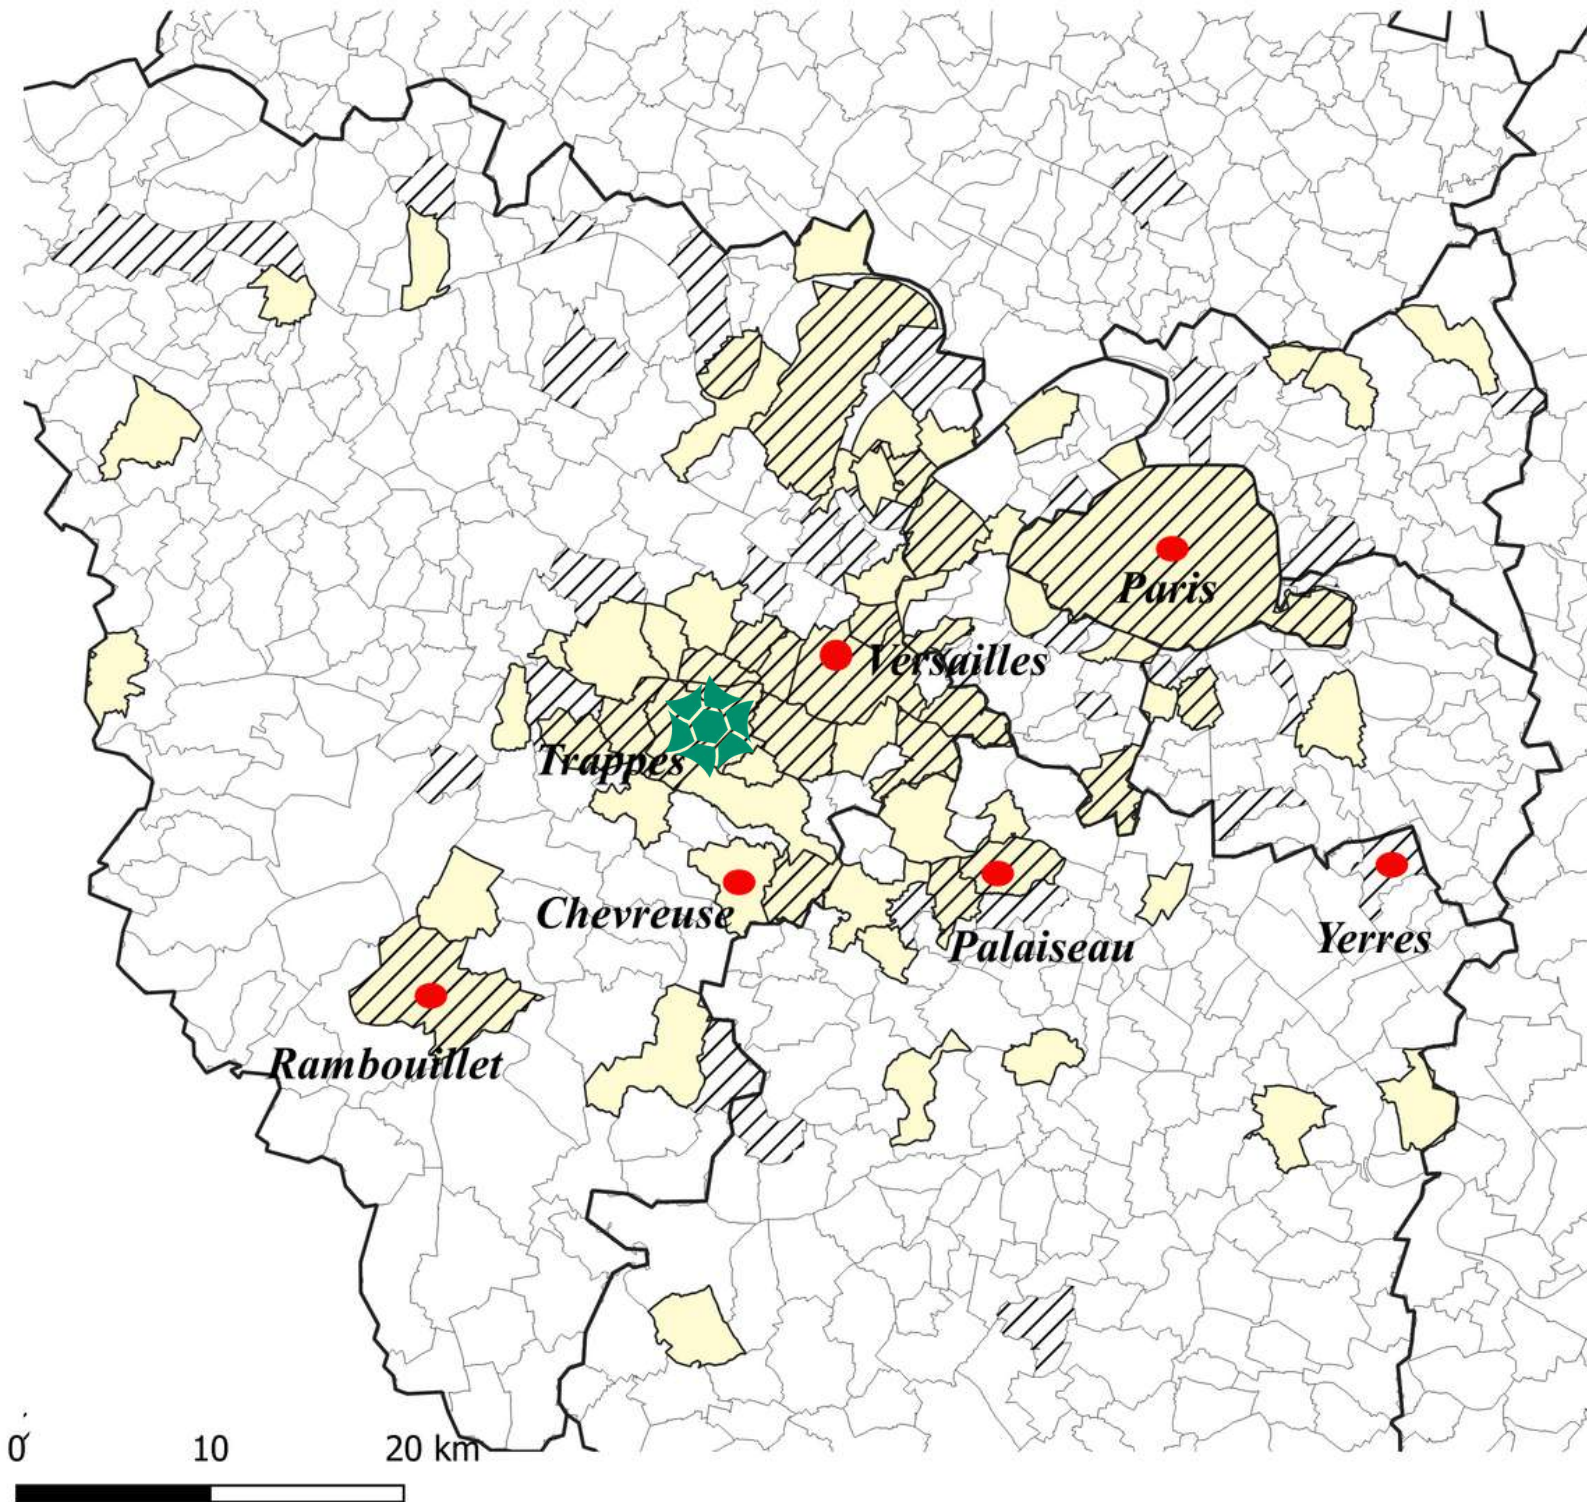 Paris
Versailles
Trappes
Chevreuse
Palaiseau
Yerres
Rambouillet
0 10 20 km